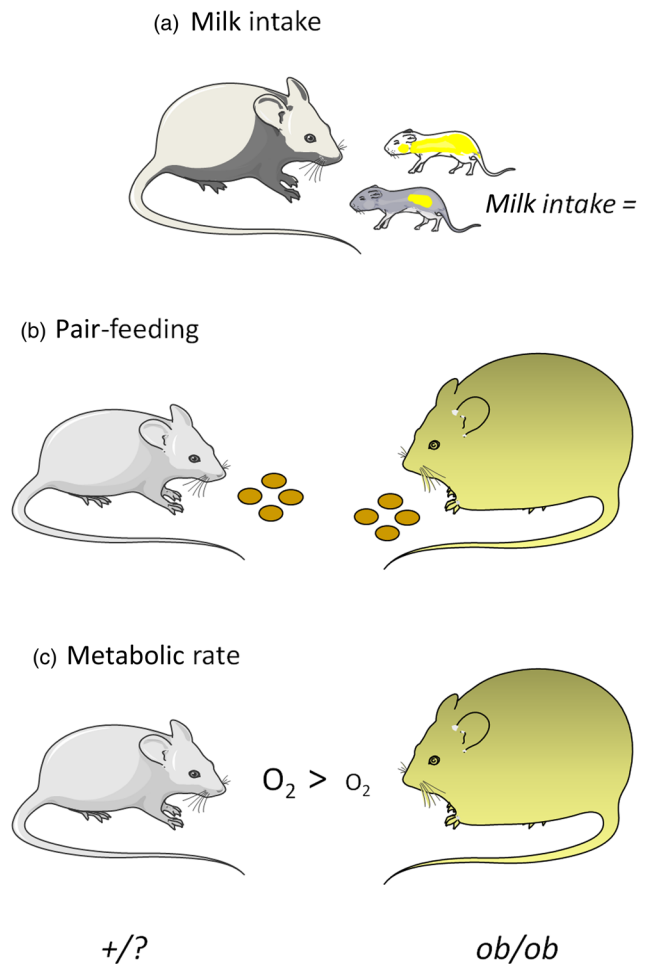 (a) Milk intake
Milk intake =
(b) Pair-feeding
(c) Metabolic rate
O₂ > O₂
+/?
ob/ob